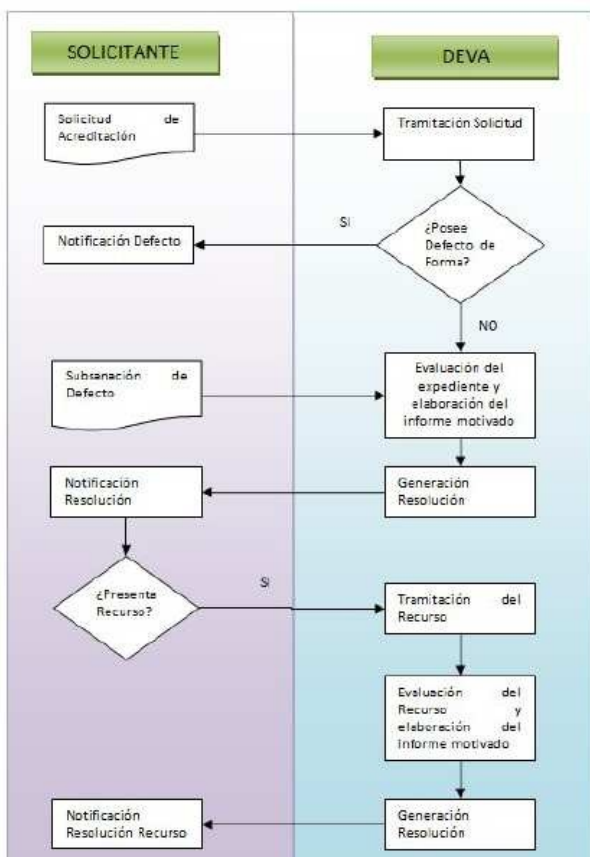 SOLICITANTE
DEVA
Solicitud de
Acreditación
Tramitación Solicitud
¿Posee
Defecto de
Forma?
SI
Notificación Defecto
NO
Subsanación de
Defecto
Evaluación del
expediente y
elaboración del
informe motivado
Notificación
Resolución
Generación
Resolución
¿Presenta
Recurso?
SI
Tramitación del
Recurso
Evaluación del
Recurso y
elaboración del
Informe motivado
Notificación
Resolución Recurso
Generación
Resolución